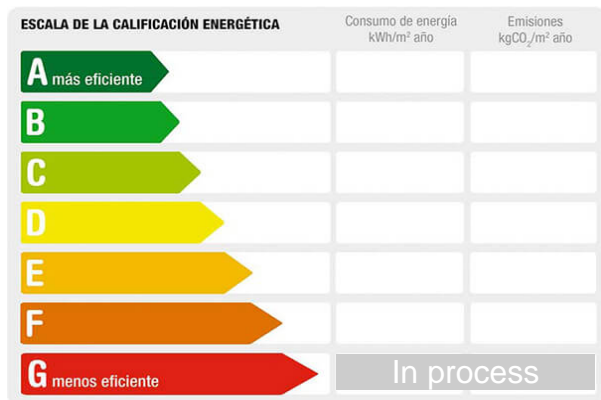 ESCALA DE LA CALIFICACIÓN ENERGÉTICA
Consumo de energía
kWh/m² año
Emisiones
kgCO₂/m² año
A más eficiente
B
C
D
E
F
G menos eficiente
In process